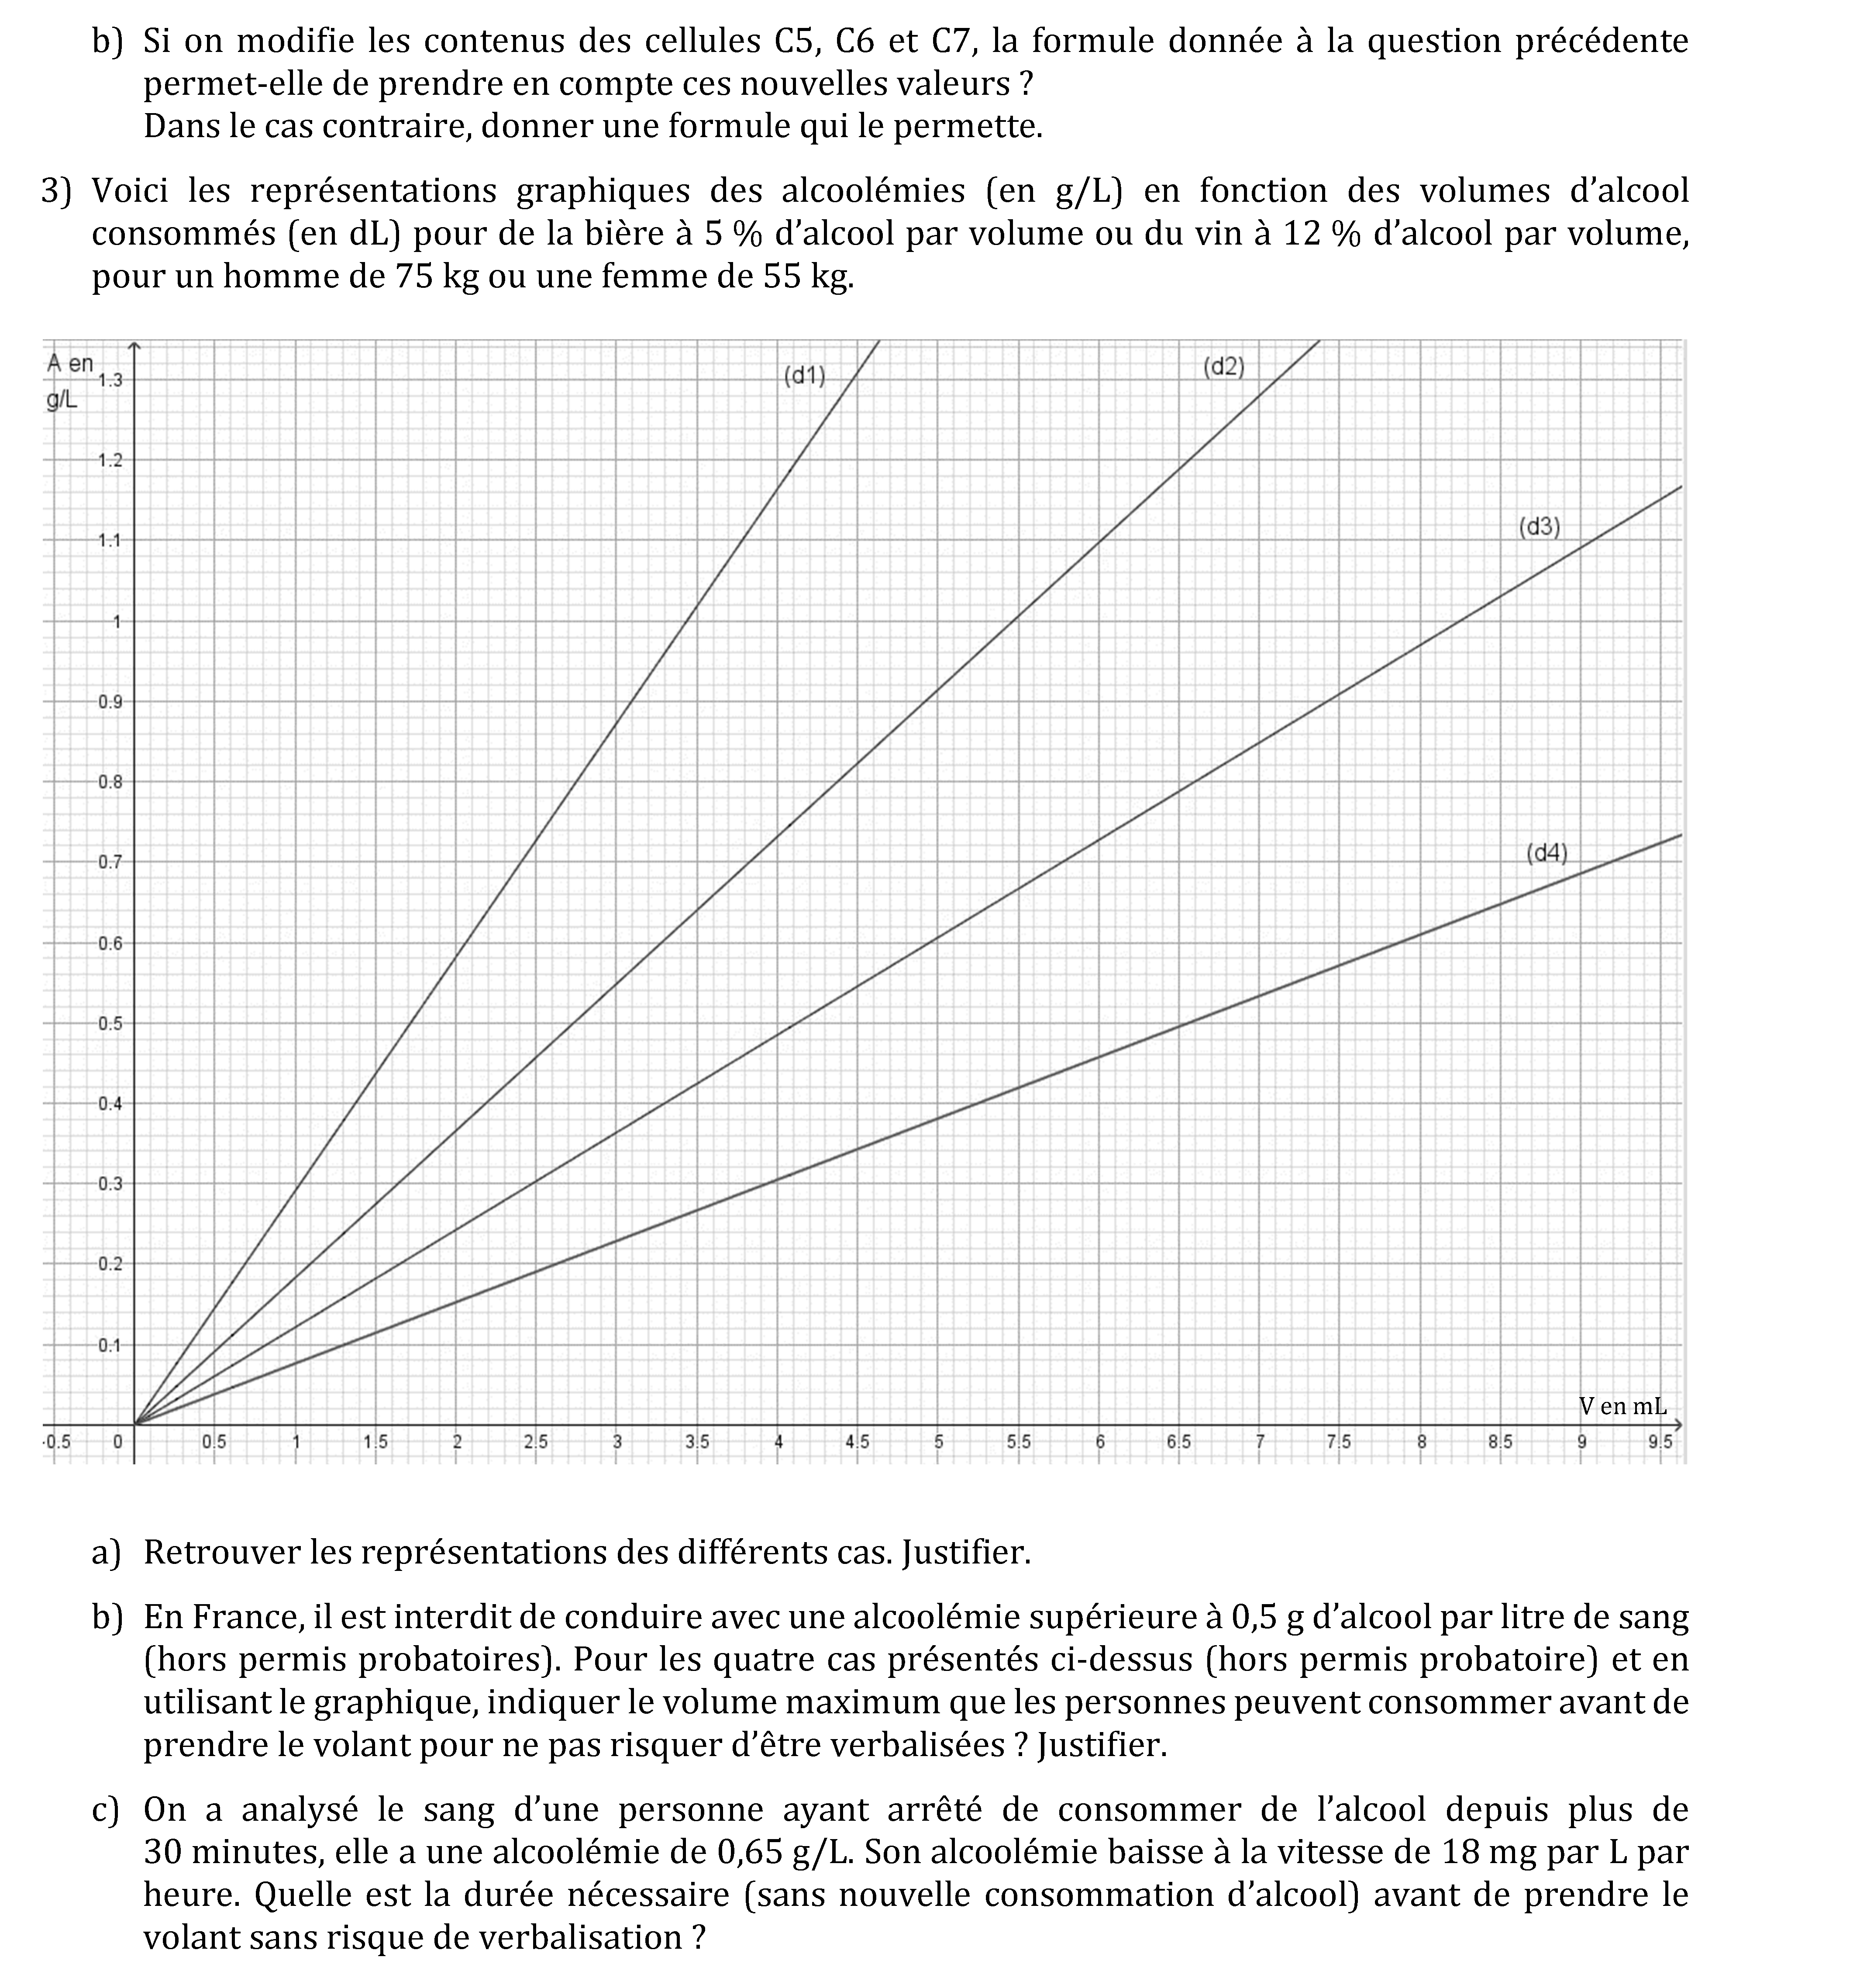 b) Si on modifie les contenus des cellules C5, C6 et C7, la formule donnée à la question précédente
permet-elle de prendre en compte ces nouvelles valeurs ?
Dans le cas contraire, donner une formule qui le permette.
3) Voici les représentations graphiques des alcoolémies (en g/L) en fonction des volumes d’alcool
consommés (en dL) pour de la bière à 5 % d’alcool par volume ou du vin à 12 % d’alcool par volume,
pour un homme de 75 kg ou une femme de 55 kg.
A en
g/L
1.3
1.2
1.1
1
0.9
0.8
0.7
0.6
0.5
0.4
0.3
0.2
0.1
(d1)
(d2)
(d3)
(d4)
V en mL
-0.5 0 0.5 1 1.5 2 2.5 3 3.5 4 4.5 5 5.5 6 6.5 7 7.5 8 8.5 9 9.5
a) Retrouver les représentations des différents cas. Justifier.
b) En France, il est interdit de conduire avec une alcoolémie supérieure à 0,5 g d’alcool par litre de sang
(hors permis probatoires). Pour les quatre cas présentés ci-dessus (hors permis probatoire) et en
utilisant le graphique, indiquer le volume maximum que les personnes peuvent consommer avant de
prendre le volant pour ne pas risquer d’être verbalisées ? Justifier.
c) On a analysé le sang d’une personne ayant arrêté de consommer de l’alcool depuis plus de
30 minutes, elle a une alcoolémie de 0,65 g/L. Son alcoolémie baisse à la vitesse de 18 mg par L par
heure. Quelle est la durée nécessaire (sans nouvelle consommation d’alcool) avant de prendre le
volant sans risque de verbalisation ?